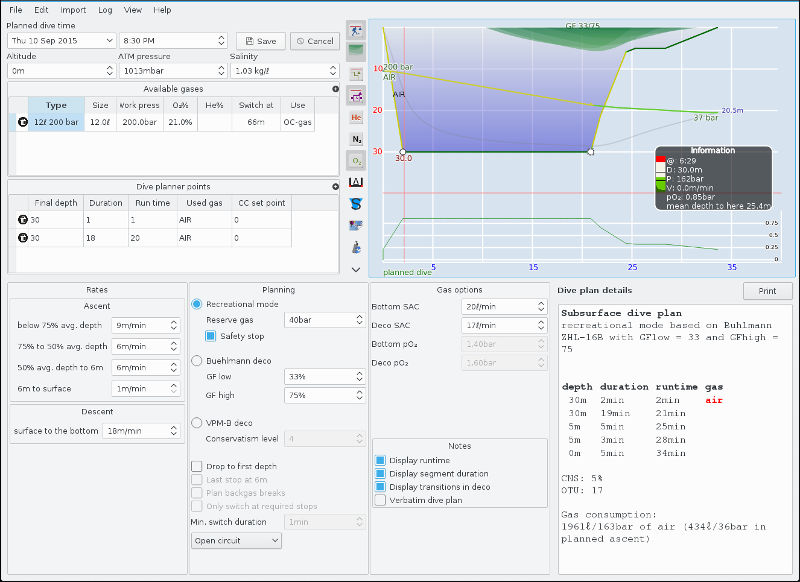 File Edit Import Log View Help
Planned dive time
Thu 10 Sep 2015 8:30 PM Save Cancel
Altitude ATM pressure Salinity
0m 1013mbar 1.03 kg/ℓ
Available gases
Type Size Work press O₂% He% Switch at Use
12ℓ 200 bar 12.0ℓ 200.0bar 21.0% 66m OC-gas
Dive planner points
Final depth Duration Run time Used gas CC set point
30 1 1 AIR 0
30 18 20 AIR 0
He
N₂
O₂
GF 33/75
200 bar
AIR
AIR
10
20
30
30.0
20.5m
37 bar
Information
@: 6:29
D: 30.0m
P: 162bar
V: 0.0m/min
pO₂: 0.85bar
mean depth to here 25.4m
0.75
0.5
0.25
0.0
planned dive
5 15 25 35
Rates
Ascent
below 75% avg. depth 9m/min
75% to 50% avg. depth 6m/min
50% avg. depth to 6m 6m/min
6m to surface 1m/min
Descent
surface to the bottom 18m/min
Planning
Recreational mode
Reserve gas 40bar
Safety stop
Buehlmann deco
GF low 33%
GF high 75%
VPM-B deco
Conservatism level 4
Drop to first depth
Last stop at 6m
Plan backgas breaks
Only switch at required stops
Min. switch duration 1min
Open circuit
Gas options
Bottom SAC 20ℓ/min
Deco SAC 17ℓ/min
Bottom pO₂ 1.40bar
Deco pO₂ 1.60bar
Notes
Display runtime
Display segment duration
Display transitions in deco
Verbatim dive plan
Dive plan details Print
Subsurface dive plan
recreational mode based on Buhlmann
ZHL-16B with GFlow = 33 and GFhigh =
75
depth duration runtime gas
30m 2min 2min air
30m 19min 21min
5m 5min 25min
5m 3min 28min
0m 5min 34min
CNS: 5%
OTU: 17
Gas consumption:
1961ℓ/163bar of air (434ℓ/36bar in
planned ascent)